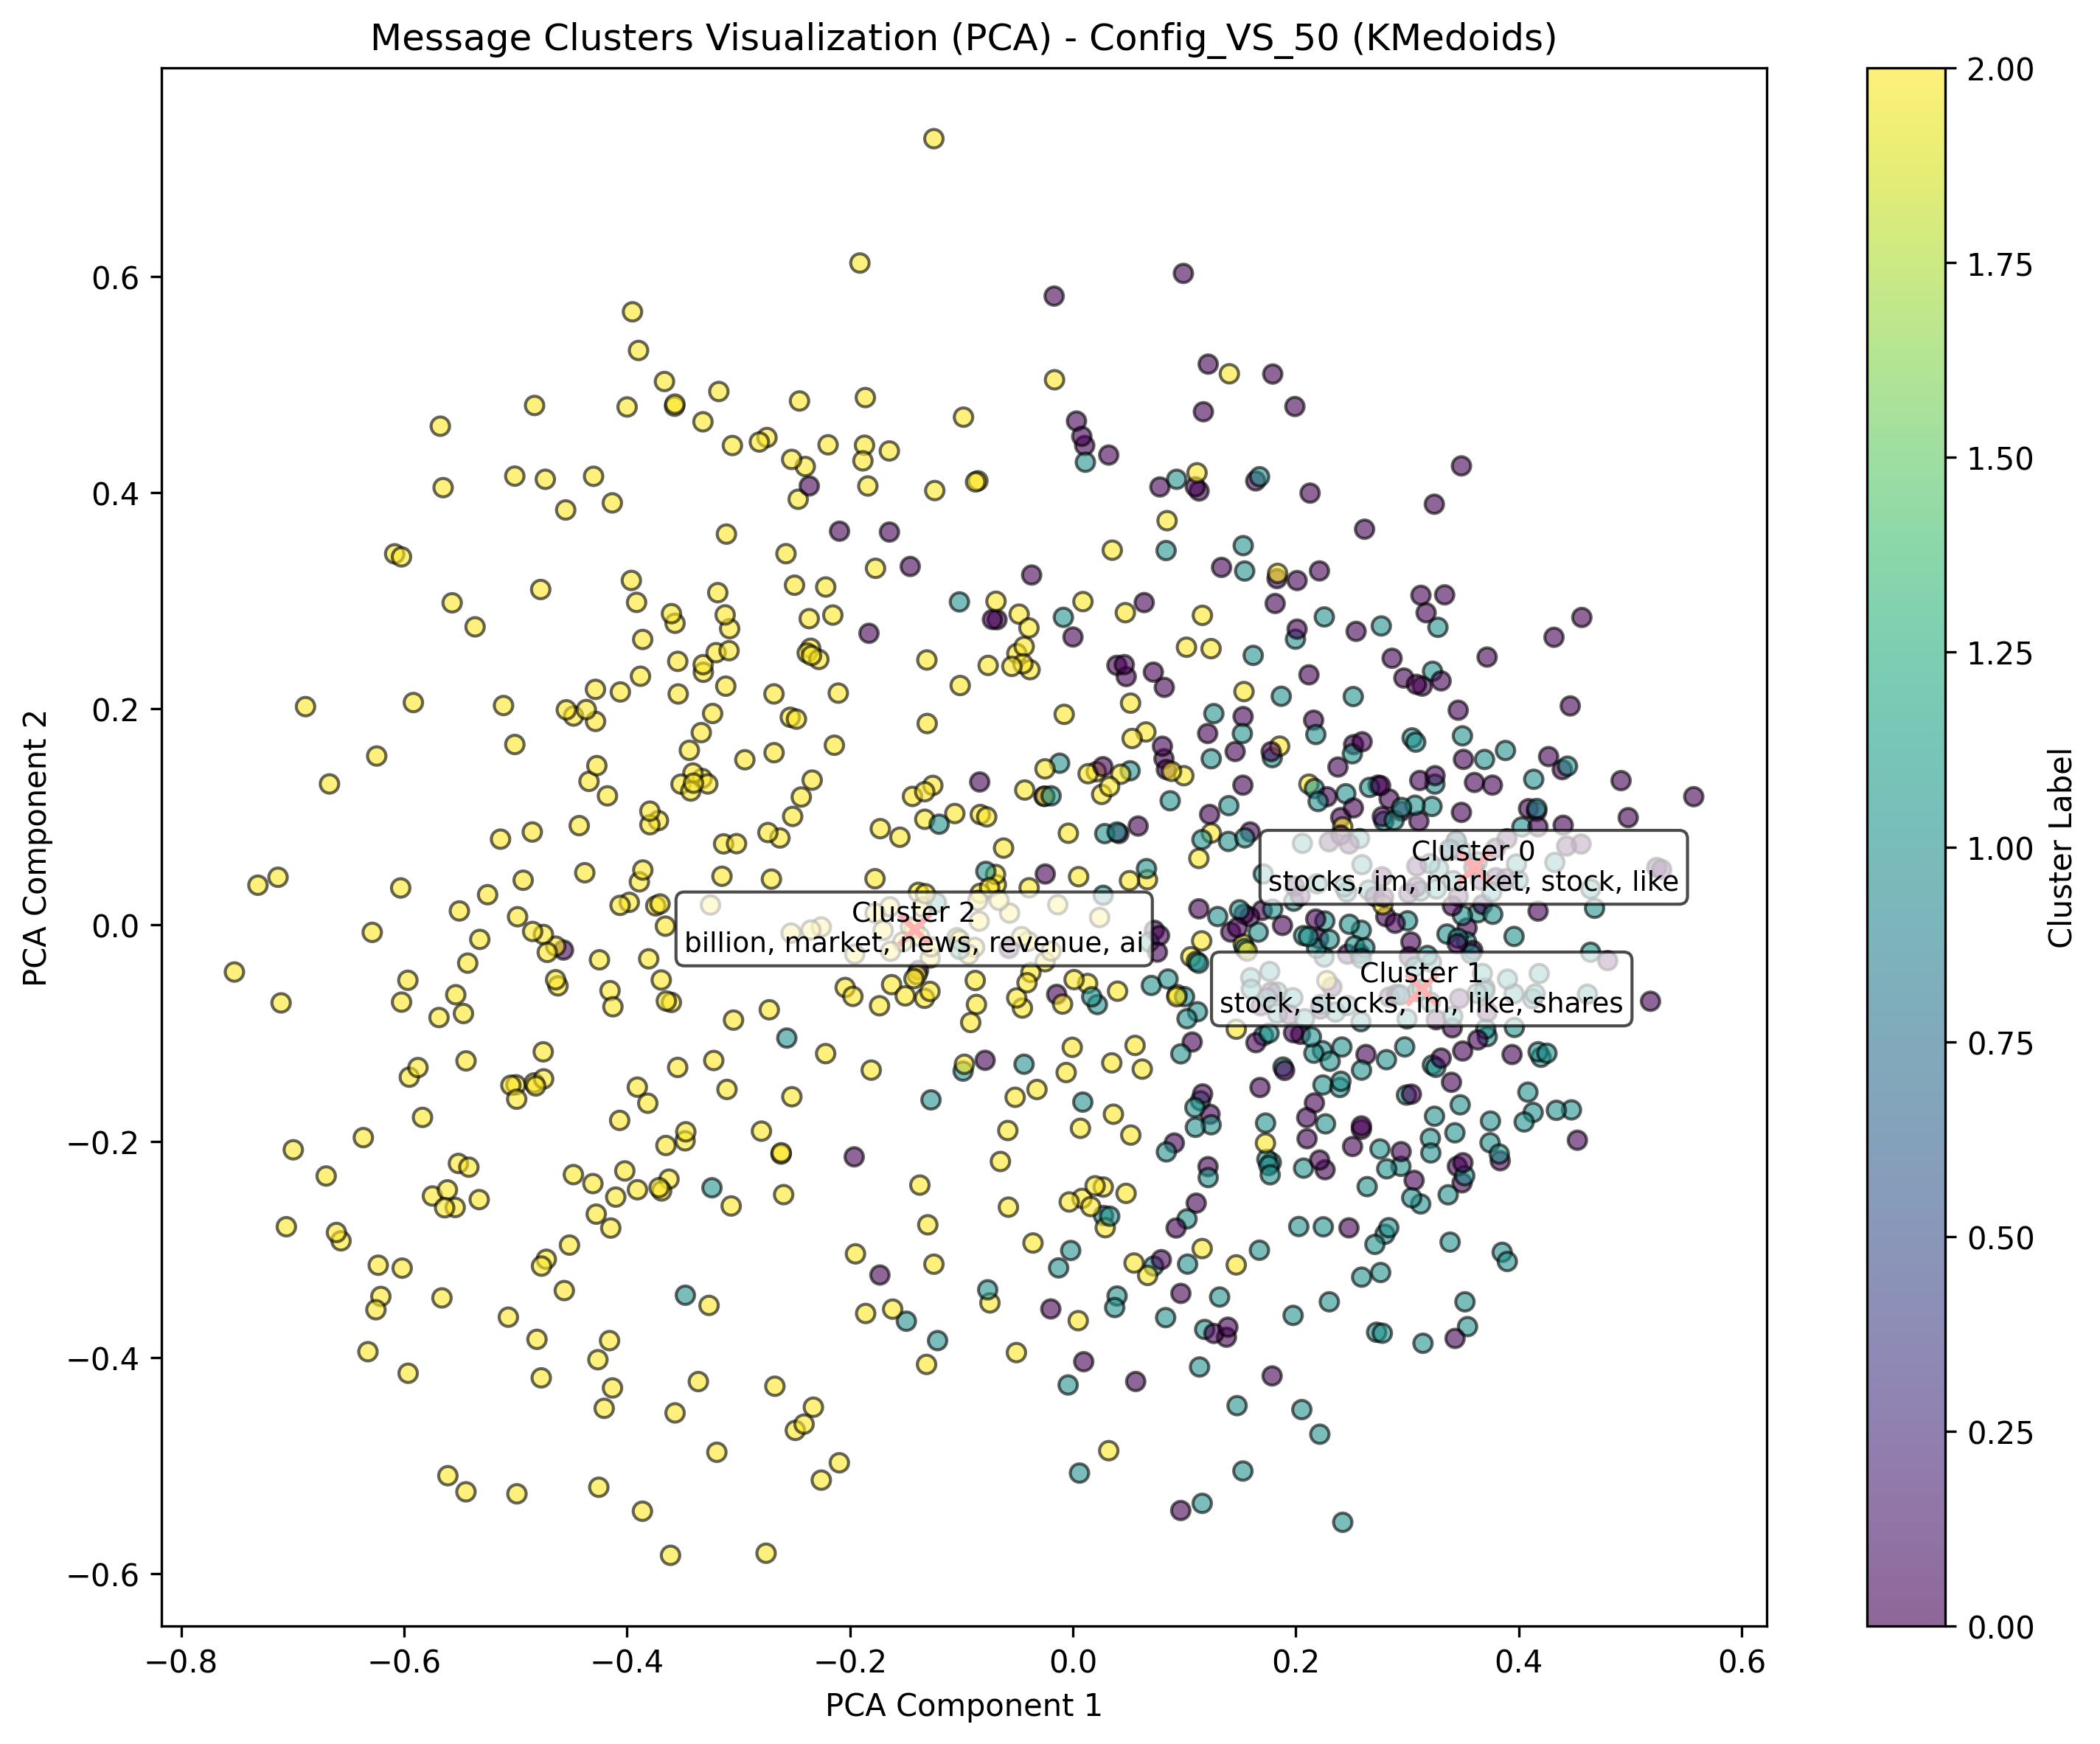 Message Clusters Visualization (PCA) - Config_VS_50 (KMedoids)
PCA Component 2
0.6
0.4
0.2
0.0
−0.2
−0.4
−0.6
Cluster 0
stocks, im, market, stock, like
Cluster 2
billion, market, news, revenue, ai
Cluster 1
stock, stocks, im, like, shares
−0.8
−0.6
−0.4
−0.2
0.0
0.2
0.4
0.6
PCA Component 1
2.00
1.75
1.50
1.25
1.00
0.75
0.50
0.25
0.00
Cluster Label